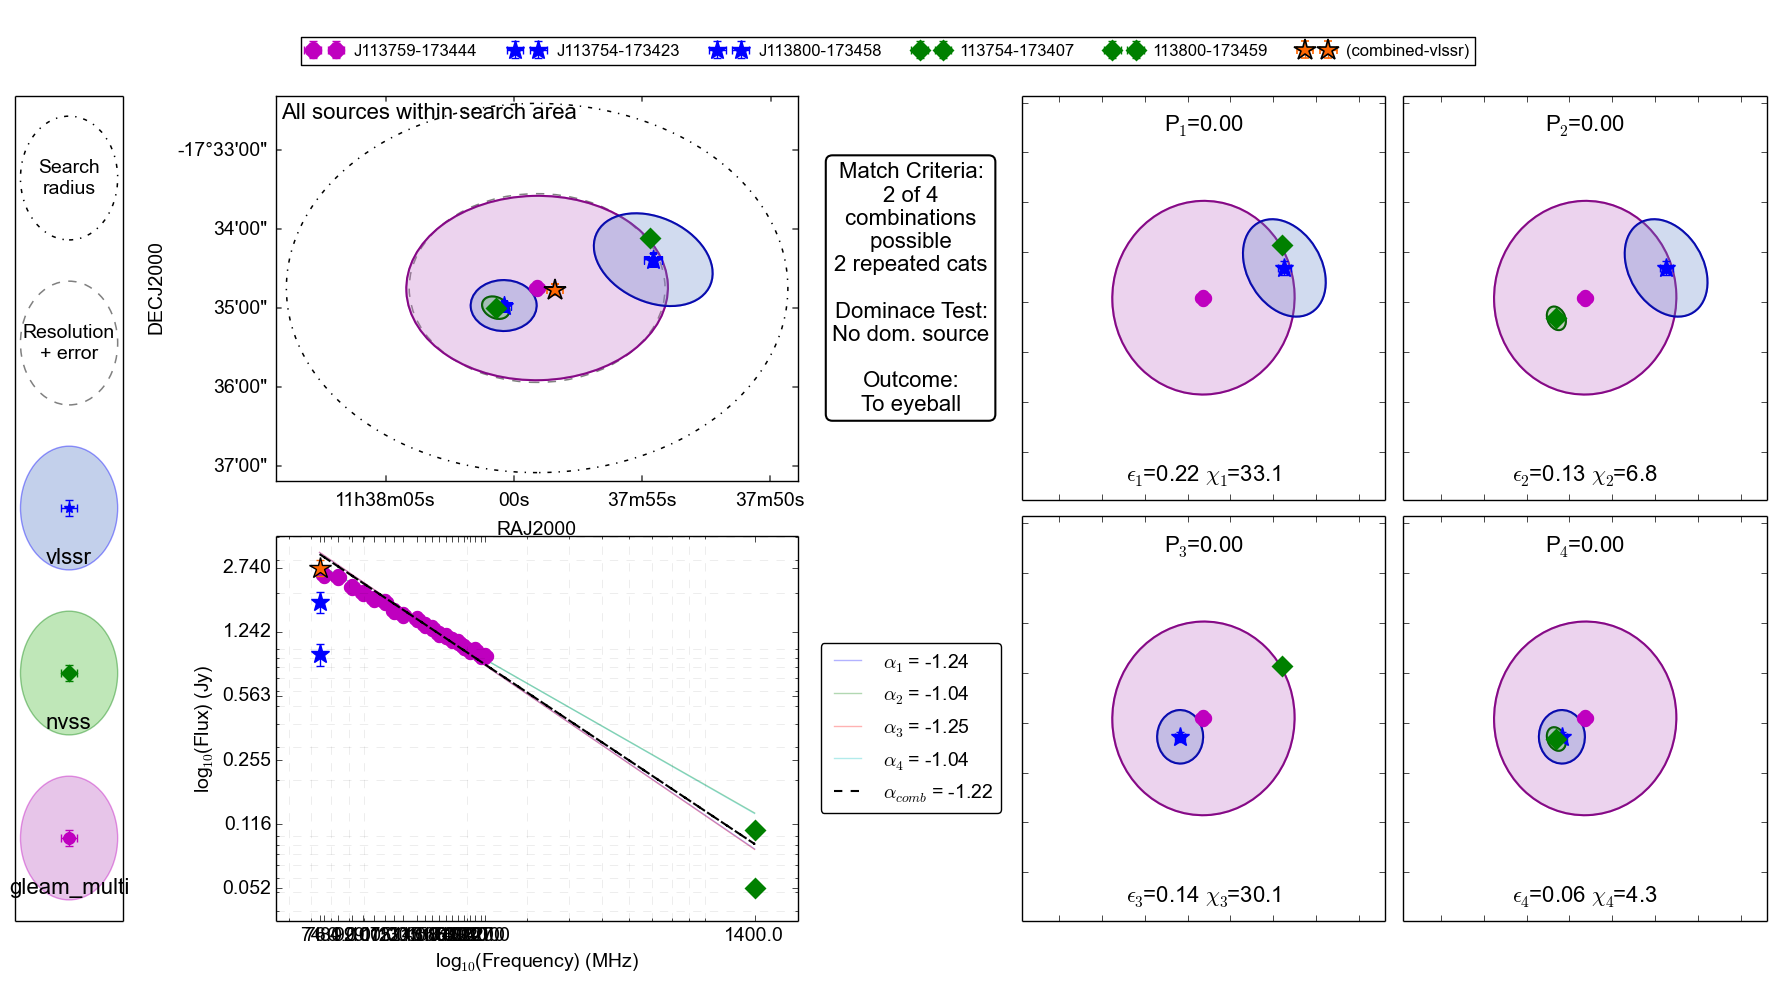 J113759-173444 J113754-173423 J113800-173458 113754-173407 113800-173459 (combined-vlssr)
Search
radius
Resolution
+ error
vlssr
nvss
gleam_multi
All sources within search area
DECJ2000
-17°33'00"
34'00"
35'00"
36'00"
37'00"
11h38m05s 00s 37m55s 37m50s
RAJ2000
Match Criteria:
2 of 4
combinations
possible
2 repeated cats
Dominace Test:
No dom. source
Outcome:
To eyeball
P1=0.00
ϵ1=0.22 χ1=33.1
P2=0.00
ϵ2=0.13 χ2=6.8
P3=0.00
ϵ3=0.14 χ3=30.1
P4=0.00
ϵ4=0.06 χ4=4.3
log10(Flux) (Jy)
2.740
1.242
0.563
0.255
0.116
0.052
1400.0
log10(Frequency) (MHz)
α1 = -1.24
α2 = -1.04
α3 = -1.25
α4 = -1.04
αcomb = -1.22